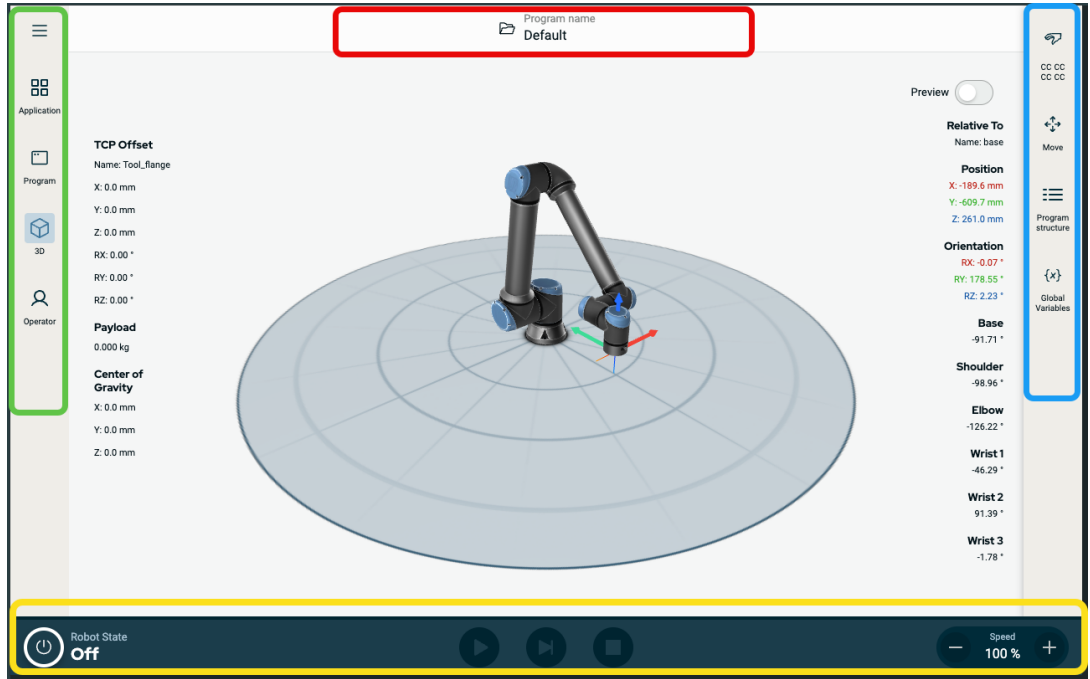 Program name
Default
Application
Program
3D
Operator
TCP Offset
Name: Tool_flange
X: 0.0 mm
Y: 0.0 mm
Z: 0.0 mm
RX: 0.00 °
RY: 0.00 °
RZ: 0.00 °
Payload
0.000 kg
Center of
Gravity
X: 0.0 mm
Y: 0.0 mm
Z: 0.0 mm
Preview
Relative To
Name: base
Position
X: -189.6 mm
Y: -609.7 mm
Z: 261.0 mm
Orientation
RX: -0.07 °
RY: 178.55 °
RZ: 2.23 °
Base
-91.71 °
Shoulder
-98.96 °
Elbow
-126.22 °
Wrist 1
-46.29 °
Wrist 2
91.39 °
Wrist 3
-1.78 °
CC CC
CC CC
Move
Program
structure
{x}
Global
Variables
Robot State
Off
Speed
100 %